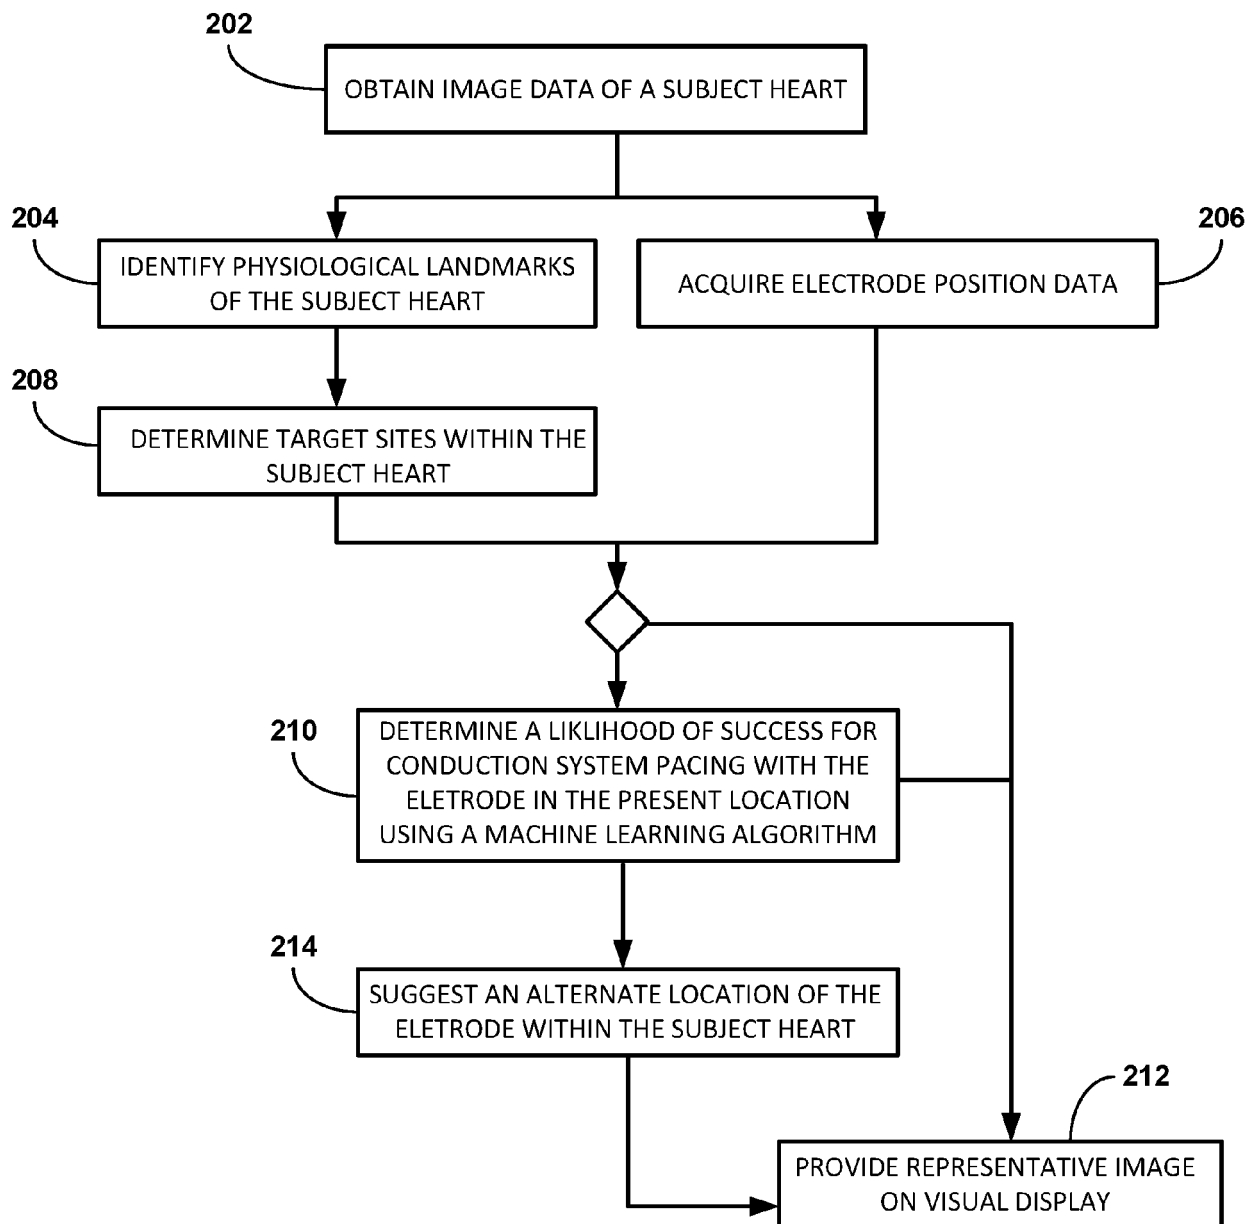 202
OBTAIN IMAGE DATA OF A SUBJECT HEART
204
IDENTIFY PHYSIOLOGICAL LANDMARKS
OF THE SUBJECT HEART
206
ACQUIRE ELECTRODE POSITION DATA
208
DETERMINE TARGET SITES WITHIN THE
SUBJECT HEART
210
DETERMINE A LIKLIHOOD OF SUCCESS FOR
CONDUCTION SYSTEM PACING WITH THE
ELETRODE IN THE PRESENT LOCATION
USING A MACHINE LEARNING ALGORITHM
214
SUGGEST AN ALTERNATE LOCATION OF THE
ELETRODE WITHIN THE SUBJECT HEART
212
PROVIDE REPRESENTATIVE IMAGE
ON VISUAL DISPLAY